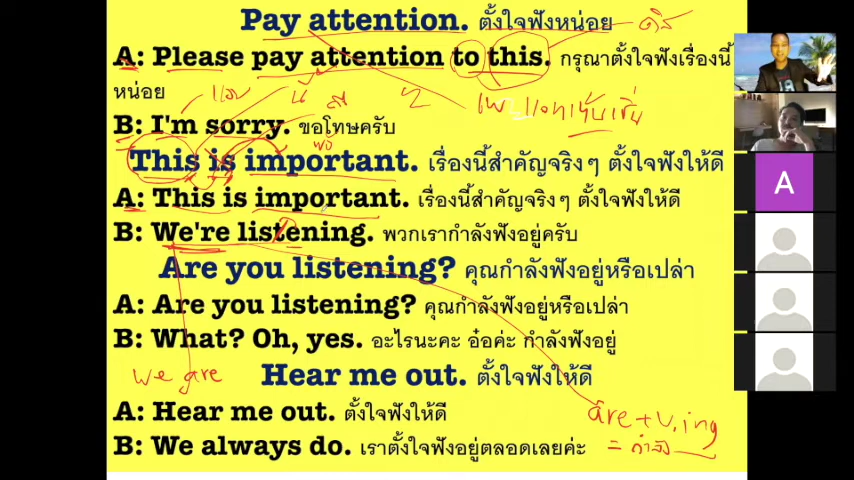 Pay attention. ตั้งใจฟังหน่อย
A: Please pay attention to this. กรุณาตั้งใจฟังเรื่องนี้
หน่อย
B: I'm sorry. ขอโทษครับ
This is important. เรื่องนี้สำคัญจริง ๆ ตั้งใจฟังให้ดี
A: This is important. เรื่องนี้สำคัญจริง ๆ ตั้งใจฟังให้ดี
B: We're listening. พวกเรากำลังฟังอยู่ครับ
Are you listening? คุณกำลังฟังอยู่หรือเปล่า
A: Are you listening? คุณกำลังฟังอยู่หรือเปล่า
B: What? Oh, yes. อะไรนะคะ อ๋อค่ะ กำลังฟังอยู่
we are
Hear me out. ตั้งใจฟังให้ดี
A: Hear me out. ตั้งใจฟังให้ดี
are + V.ing
B: We always do. เราตั้งใจฟังอยู่ตลอดเลยค่ะ
= กำลัง
A